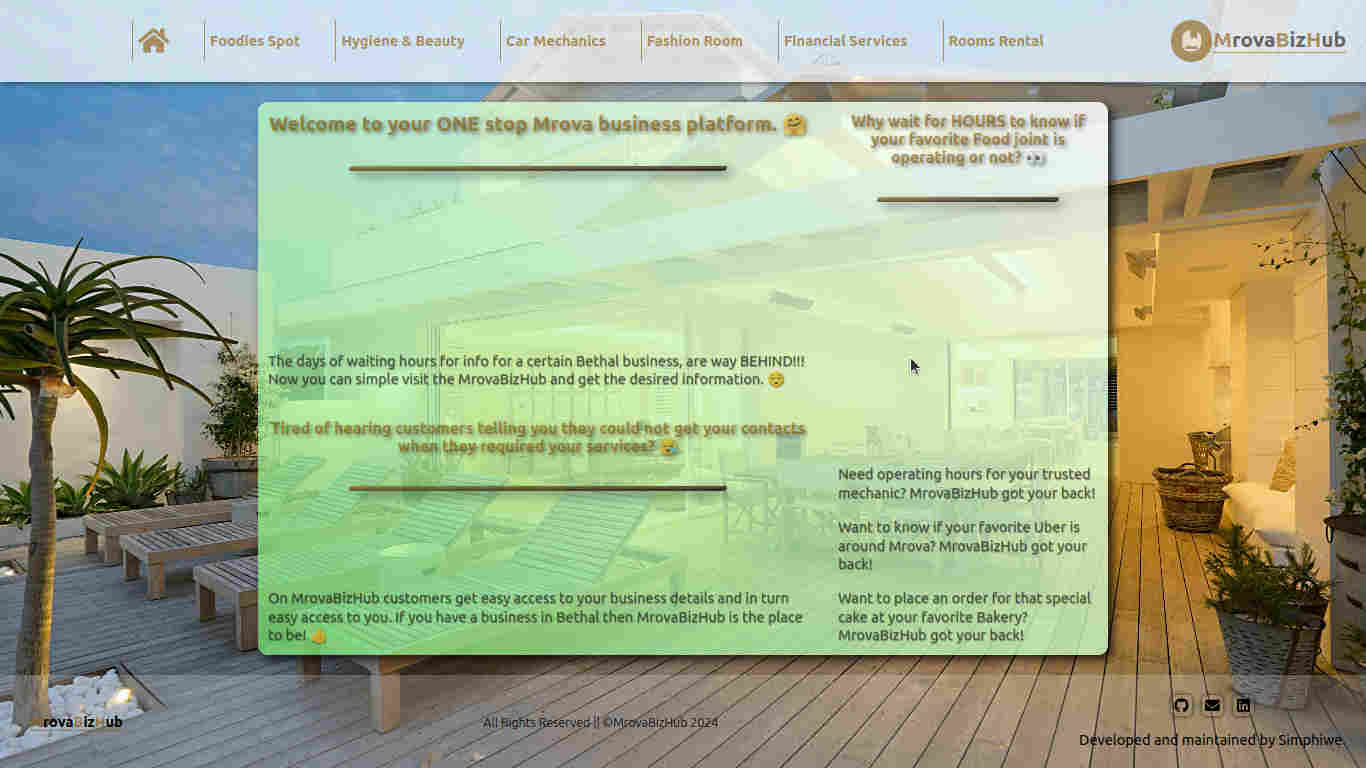 Foodies Spot
Hygiene & Beauty
Car Mechanics
Fashion Room
Financial Services
Rooms Rental
MrovaBizHub
Welcome to your ONE stop Mrova business platform. 🤗
The days of waiting hours for info for a certain Bethal business, are way BEHIND!!!
Now you can simple visit the MrovaBizHub and get the desired information. 😌
Tired of hearing customers telling you they could not get your contacts
when they required your services? 😪
On MrovaBizHub customers get easy access to your business details and in turn
easy access to you. If you have a business in Bethal then MrovaBizHub is the place
to be! 👍
Why wait for HOURS to know if
your favorite Food joint is
operating or not? 👀
Need operating hours for your trusted
mechanic? MrovaBizHub got your back!
Want to know if your favorite Uber is
around Mrova? MrovaBizHub got your
back!
Want to place an order for that special
cake at your favorite Bakery?
MrovaBizHub got your back!
MrovaBizHub
All Rights Reserved || ©MrovaBizHub 2024
Developed and maintained by Simphiwe.